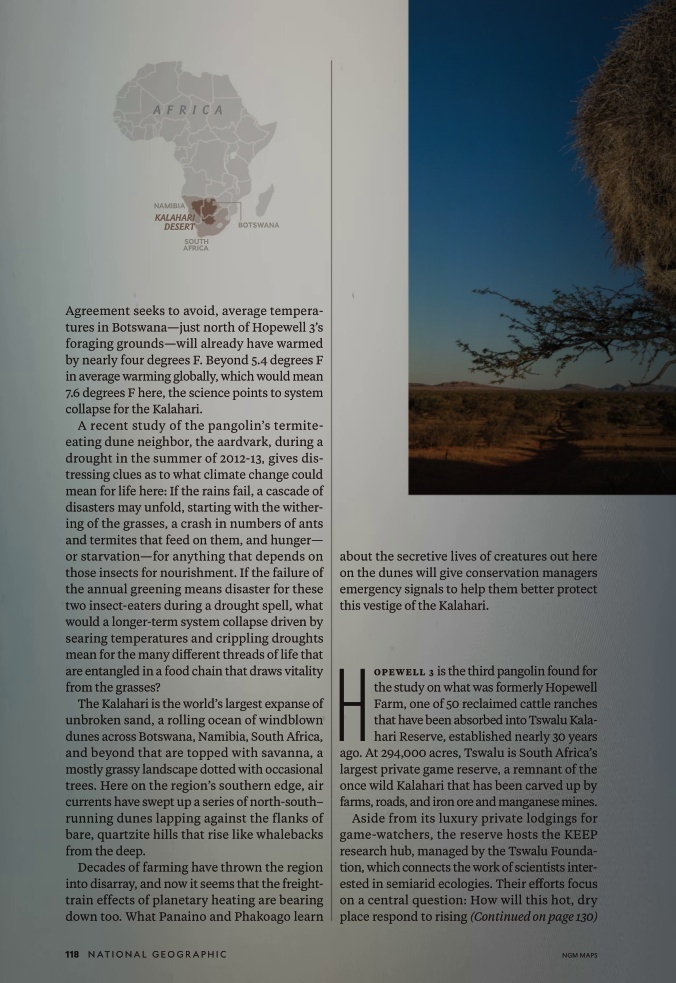 AFRICA
NAMIBIA
KALAHARI
DESERT
BOTSWANA
SOUTH
AFRICA
Agreement seeks to avoid, average tempera-
tures in Botswana—just north of Hopewell 3’s
foraging grounds—will already have warmed
by nearly four degrees F. Beyond 5.4 degrees F
in average warming globally, which would mean
7.6 degrees F here, the science points to system
collapse for the Kalahari.
A recent study of the pangolin’s termite-
eating dune neighbor, the aardvark, during a
drought in the summer of 2012-13, gives dis-
tressing clues as to what climate change could
mean for life here: If the rains fail, a cascade of
disasters may unfold, starting with the wither-
ing of the grasses, a crash in numbers of ants
and termites that feed on them, and hunger—
or starvation—for anything that depends on
those insects for nourishment. If the failure of
the annual greening means disaster for these
two insect-eaters during a drought spell, what
would a longer-term system collapse driven by
searing temperatures and crippling droughts
mean for the many different threads of life that
are entangled in a food chain that draws vitality
from the grasses?
The Kalahari is the world’s largest expanse of
unbroken sand, a rolling ocean of windblown
dunes across Botswana, Namibia, South Africa,
and beyond that are topped with savanna, a
mostly grassy landscape dotted with occasional
trees. Here on the region’s southern edge, air
currents have swept up a series of north-south–
running dunes lapping against the flanks of
bare, quartzite hills that rise like whalebacks
from the deep.
Decades of farming have thrown the region
into disarray, and now it seems that the freight-
train effects of planetary heating are bearing
down too. What Panaino and Phakoago learn
about the secretive lives of creatures out here
on the dunes will give conservation managers
emergency signals to help them better protect
this vestige of the Kalahari.
HOPEWELL 3 is the third pangolin found for
the study on what was formerly Hopewell
Farm, one of 50 reclaimed cattle ranches
that have been absorbed into Tswalu Kala-
hari Reserve, established nearly 30 years
ago. At 294,000 acres, Tswalu is South Africa’s
largest private game reserve, a remnant of the
once wild Kalahari that has been carved up by
farms, roads, and iron ore and manganese mines.
Aside from its luxury private lodgings for
game-watchers, the reserve hosts the KEEP
research hub, managed by the Tswalu Founda-
tion, which connects the work of scientists inter-
ested in semiarid ecologies. Their efforts focus
on a central question: How will this hot, dry
place respond to rising (Continued on page 130)
118 NATIONAL GEOGRAPHIC
NGM MAPS